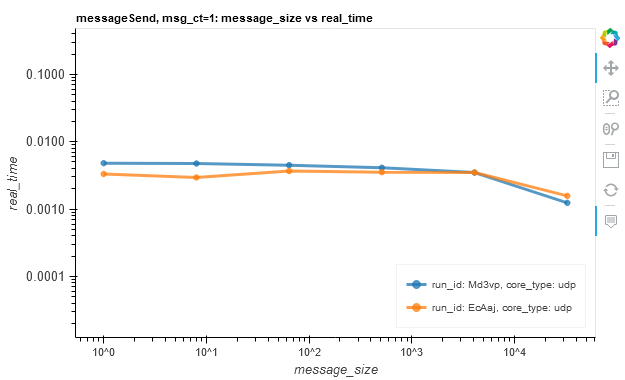 messageSend, msg_ct=1: message_size vs real_time
0.1000
0.0100
0.0010
0.0001
real_time
10^0
10^1
10^2
10^3
10^4
message_size
run_id: Md3vp, core_type: udp
run_id: EcAaj, core_type: udp